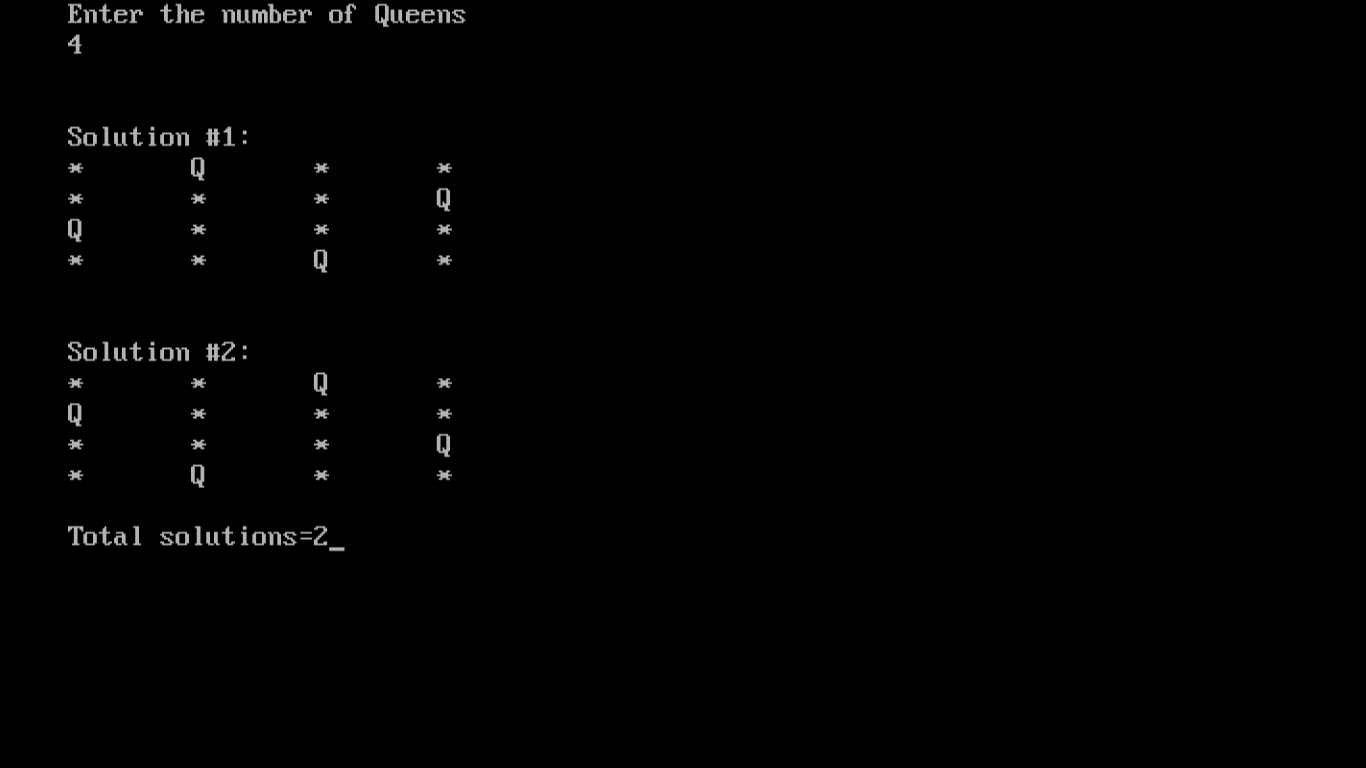 Enter the number of Queens
4
Solution #1:
* Q * *
* * * Q
Q * * *
* * Q *
Solution #2:
* * Q *
Q * * *
* * * Q
* Q * *
Total solutions=2_